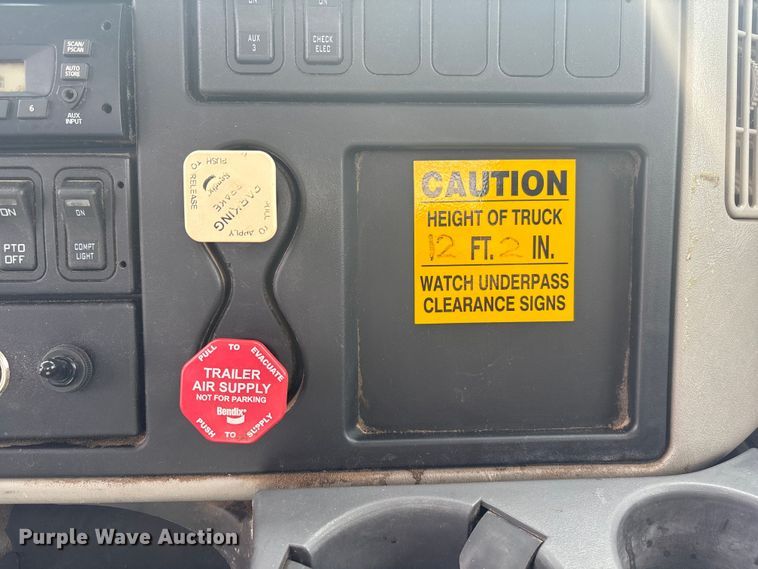 SCAN/
PSCAN
AUTO
STORE
6
AUX
INPUT
AUX
3
CHECK
ELEC
ON
PTO
OFF
ON
COMPT
LIGHT
PUSH TO RELEASE
PULL TO APPLY
Bendix
PARKING
BRAKE
PULL TO EVACUATE
TRAILER
AIR SUPPLY
NOT FOR PARKING
Bendix
PUSH TO SUPPLY
CAUTION
HEIGHT OF TRUCK
12 FT. 2 IN.
WATCH UNDERPASS
CLEARANCE SIGNS
Purple Wave Auction